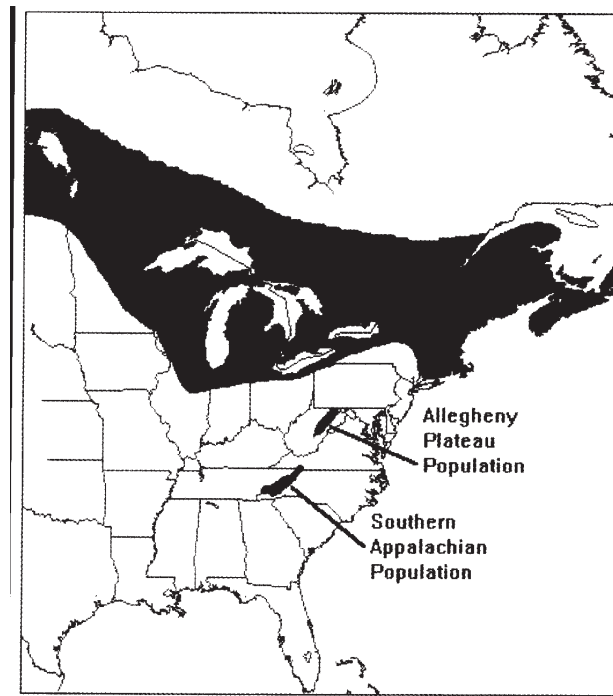 Allegheny
Plateau
Population
Southern
Appalachian
Population